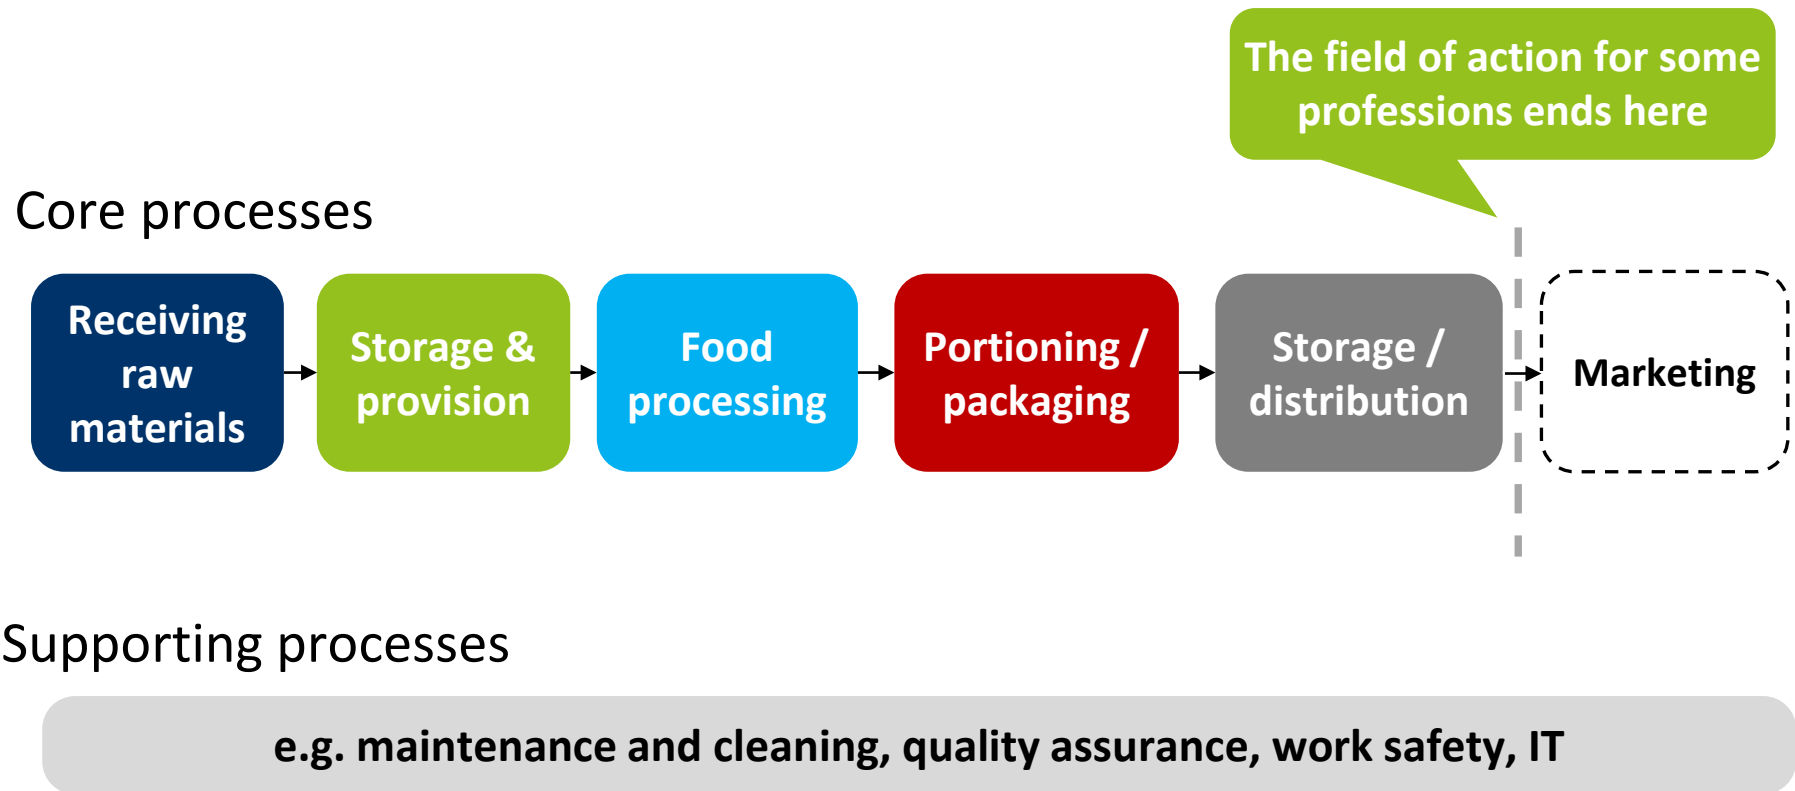 The field of action for some
professions ends here
Core processes
Receiving
raw
materials
Storage &
provision
Food
processing
Portioning /
packaging
Storage /
distribution
Marketing
Supporting processes
e.g. maintenance and cleaning, quality assurance, work safety, IT